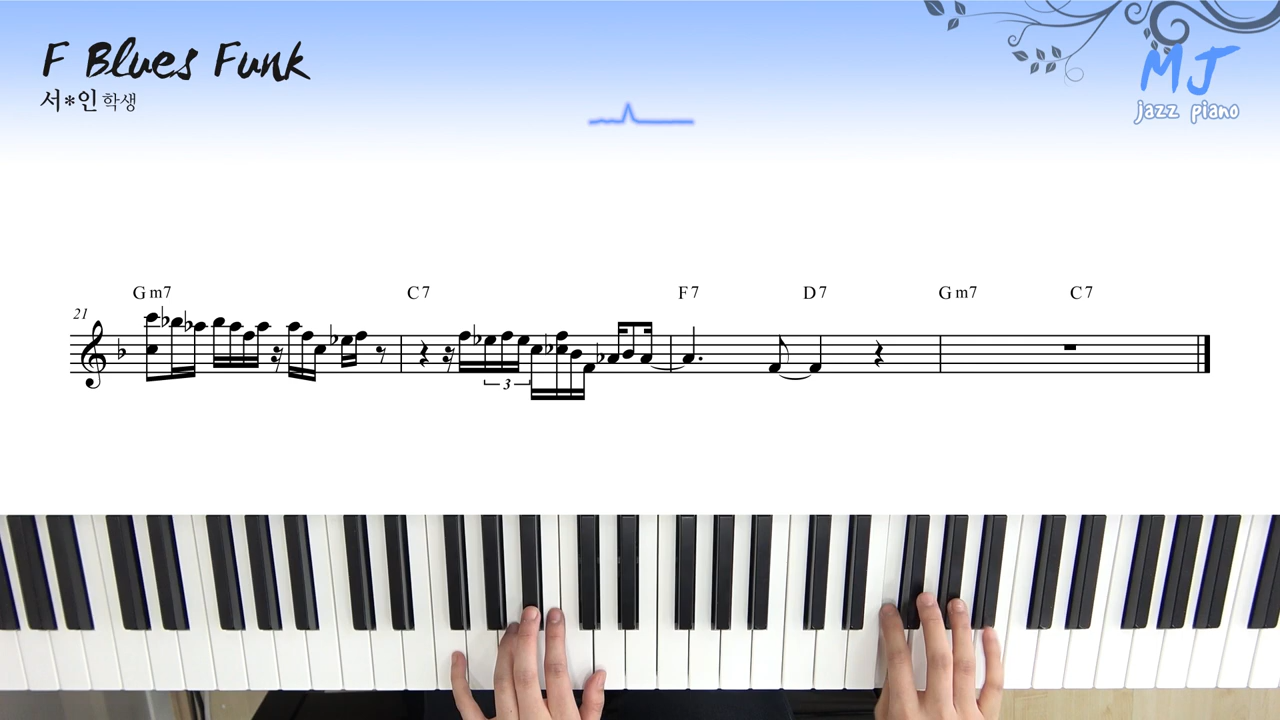 F Blues Funk
서*인 학생
MJ
jazz piano
Gm7 C7 F7 D7 Gm7 C7
21
3